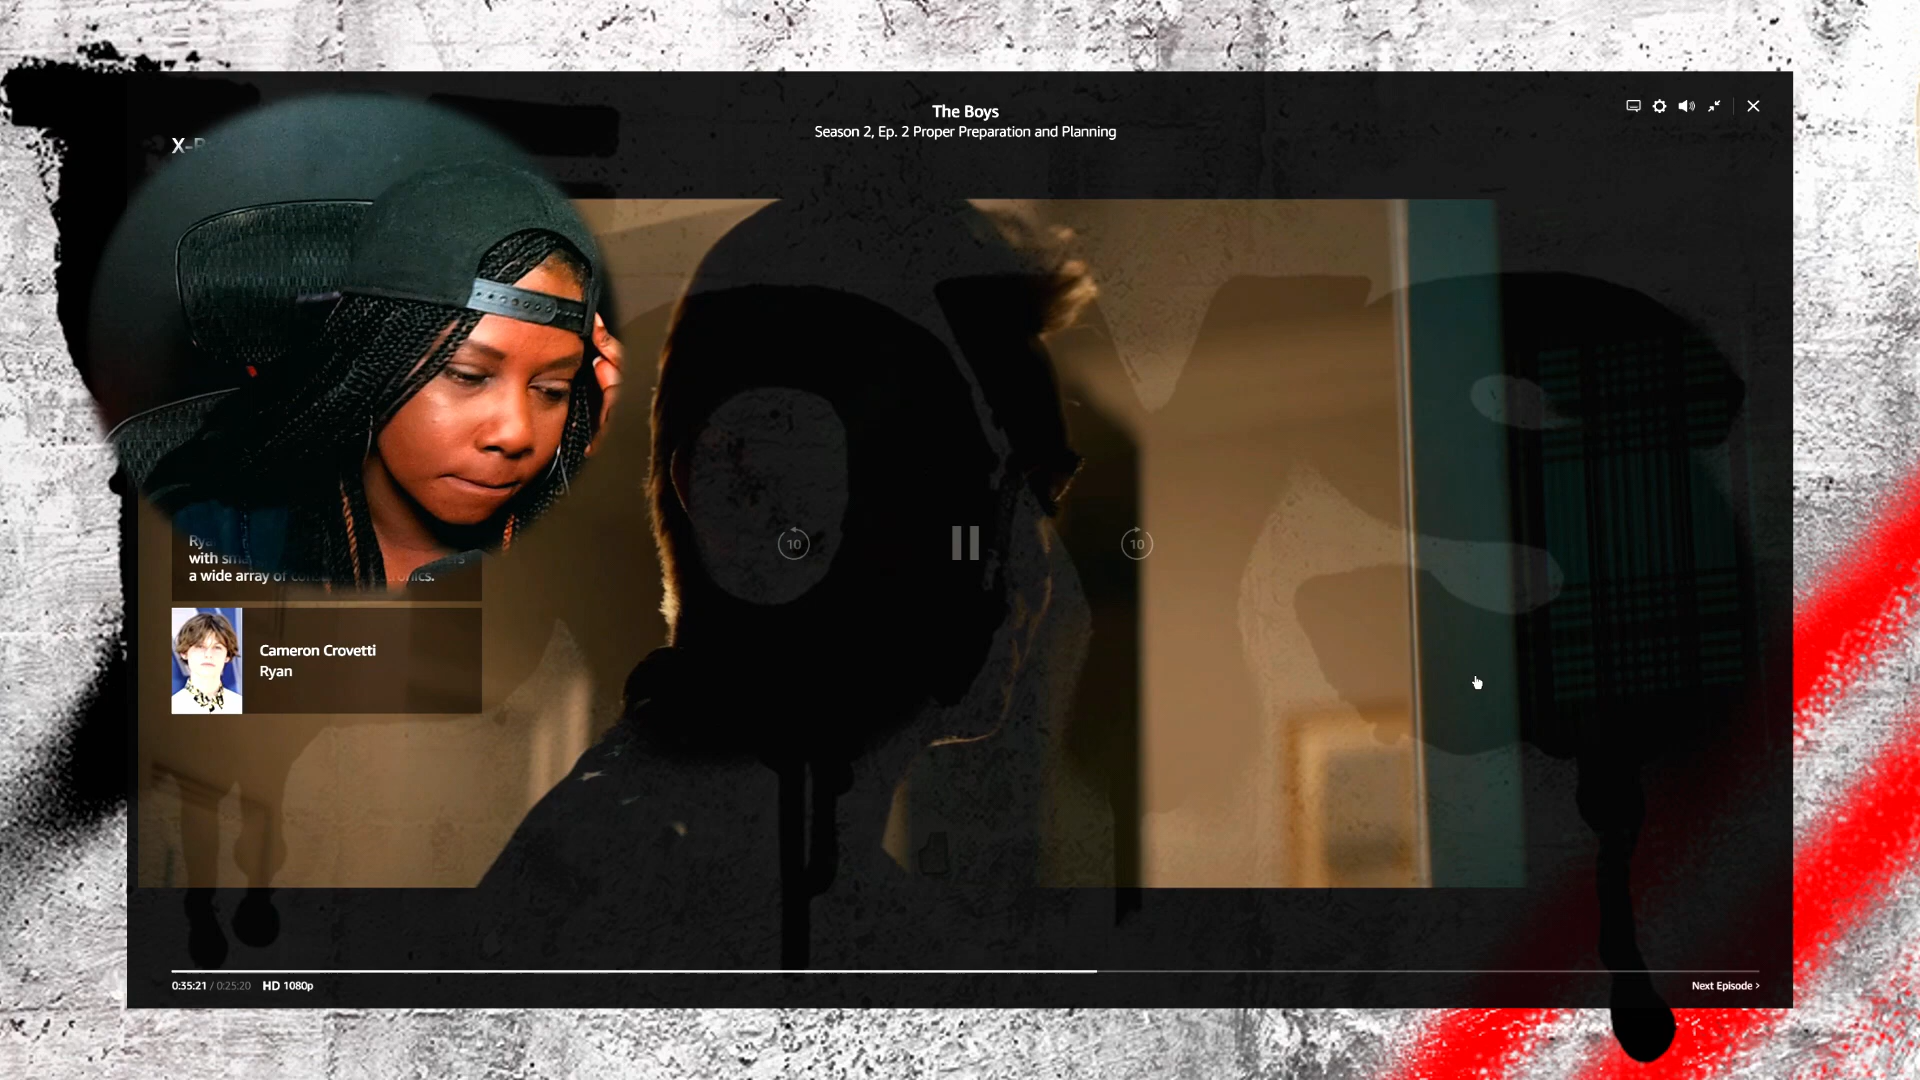 The Boys
Season 2, Ep. 2 Proper Preparation and Planning
X-
with
a wide array of
Cameron Crovetti
Ryan
10
10
0:35:21 / 0:25:20 HD 1080p
Next Episode >